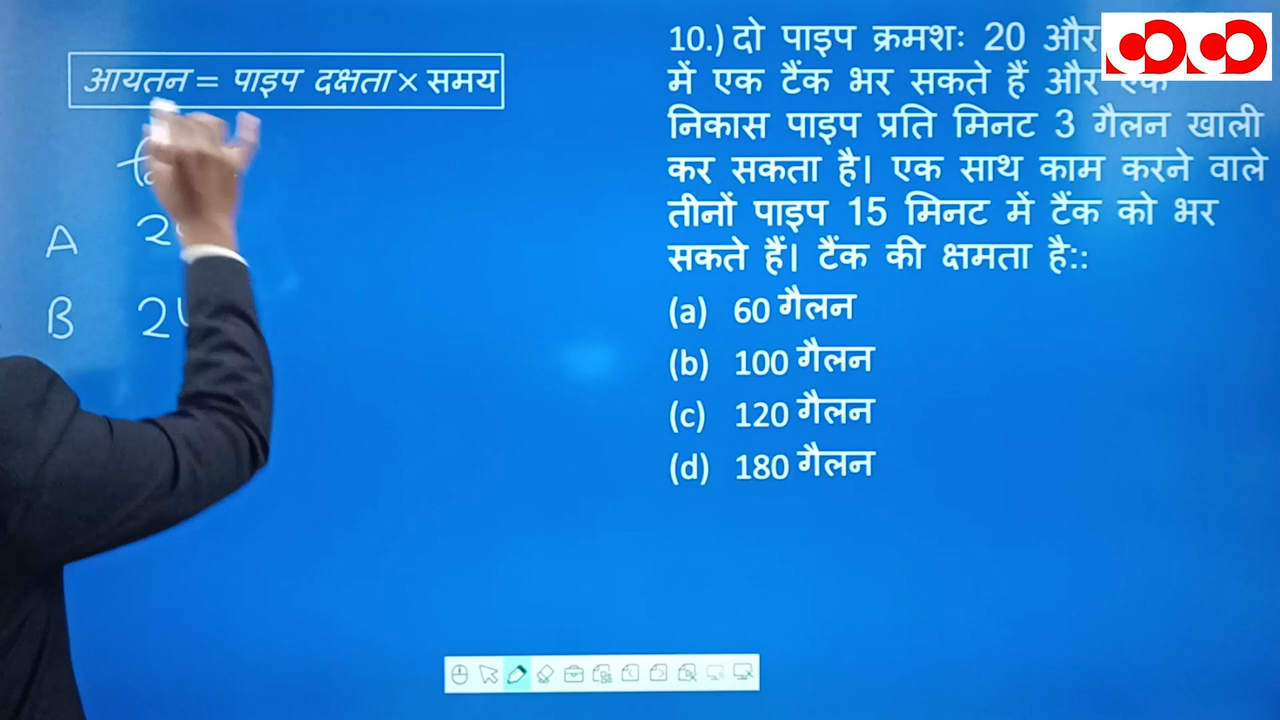 आयतन = पाइप दक्षता × समय
A
B
10.) दो पाइप क्रमशः 20 और
में एक टैंक भर सकते हैं और एक
निकास पाइप प्रति मिनट 3 गैलन खाली
कर सकता है। एक साथ काम करने वाले
तीनों पाइप 15 मिनट में टैंक को भर
सकते हैं। टैंक की क्षमता है::
(a) 60 गैलन
(b) 100 गैलन
(c) 120 गैलन
(d) 180 गैलन